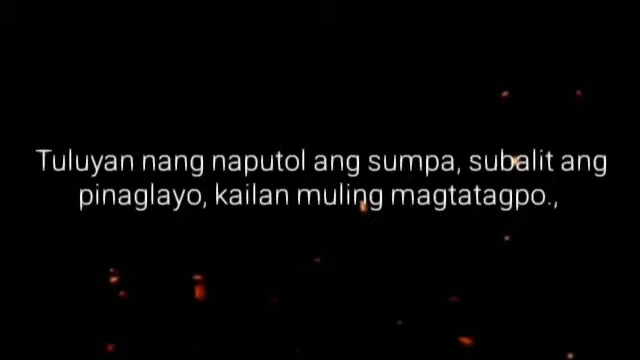 Tuluyan nang naputol ang sumpa, subalit ang
pinaglayo, kailan muling magtatagpo.,